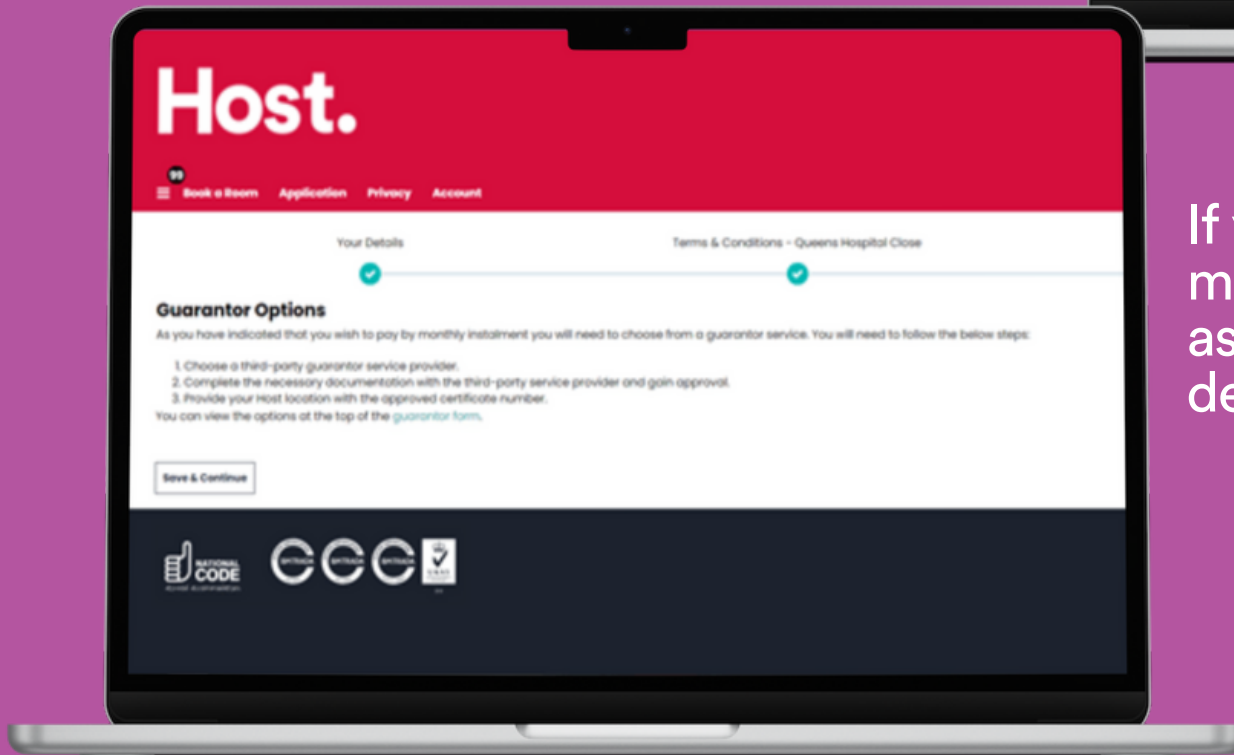 Host.
99
Book a Room Application Privacy Account
Your Details Terms & Conditions - Queens Hospital Close
Guarantor Options
As you have indicated that you wish to pay by monthly instalment you will need to choose from a guarantor service. You will need to follow the below steps:
1. Choose a third-party guarantor service provider.
2. Complete the necessary documentation with the third-party service provider and gain approval.
3. Provide your Host location with the approved certificate number.
You can view the options at the top of the guarantor form.
Save & Continue
NATIONAL
CODE
If
m
as
de